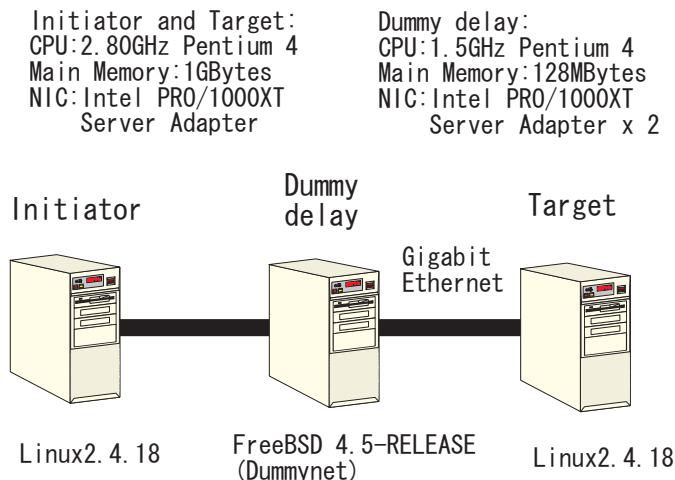 Initiator and Target:
CPU:2.80GHz Pentium 4
Main Memory:1GBytes
NIC:Intel PRO/1000XT
Server Adapter
Dummy delay:
CPU:1.5GHz Pentium 4
Main Memory:128MBytes
NIC:Intel PRO/1000XT
Server Adapter x 2
Initiator
Dummy
delay
Target
Gigabit
Ethernet
Linux2.4.18
FreeBSD 4.5-RELEASE
(Dummynet)
Linux2.4.18